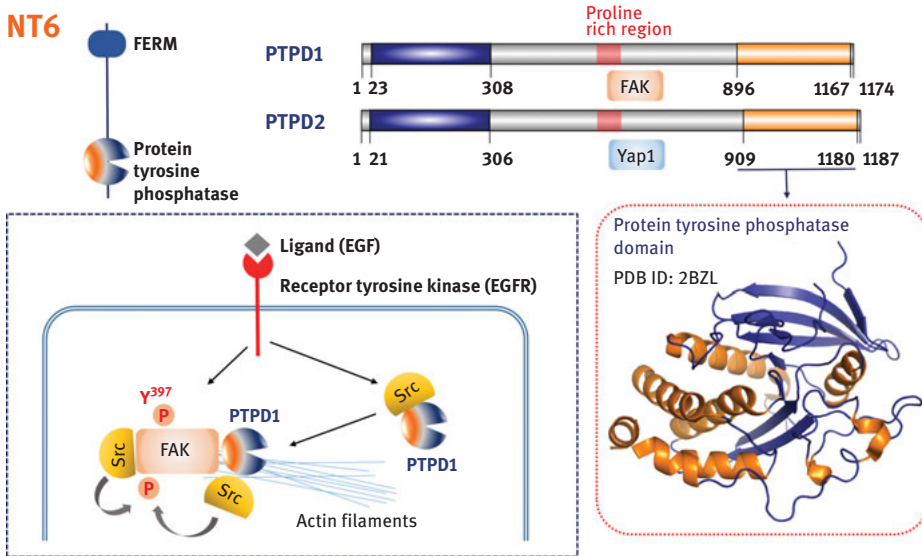 NT6
FERM
Protein
tyrosine
phosphatase
Proline
rich region
PTPD1
FAK
1 23 308 896 1167 1174
PTPD2
Yap1
1 21 306 909 1180 1187
Ligand (EGF)
Receptor tyrosine kinase (EGFR)
Y397
P
PTPD1
Src
FAK
P
Src
Src
PTPD1
Actin filaments
Protein tyrosine phosphatase
domain
PDB ID: 2BZL